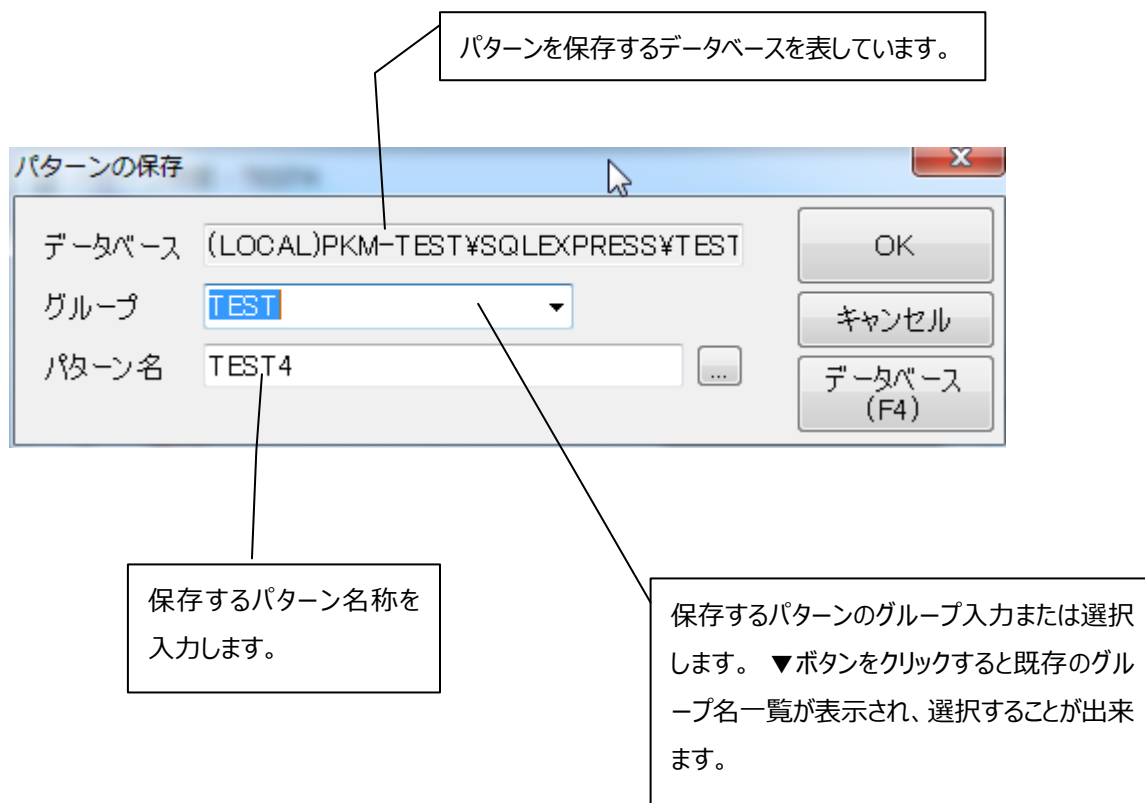 パターンを保存するデータベースを表しています。
パターンの保存
データベース (LOCAL)PKM-TEST¥SQLEXPRESS¥TEST
OK
グループ TEST
キャンセル
パターン名 TEST4 ...
データベース
(F4)
保存するパターン名称を
入力します。
保存するパターンのグループ入力または選択
します。 ▼ボタンをクリックすると既存のグル
ープ名一覧が表示され、選択することが出来
ます。